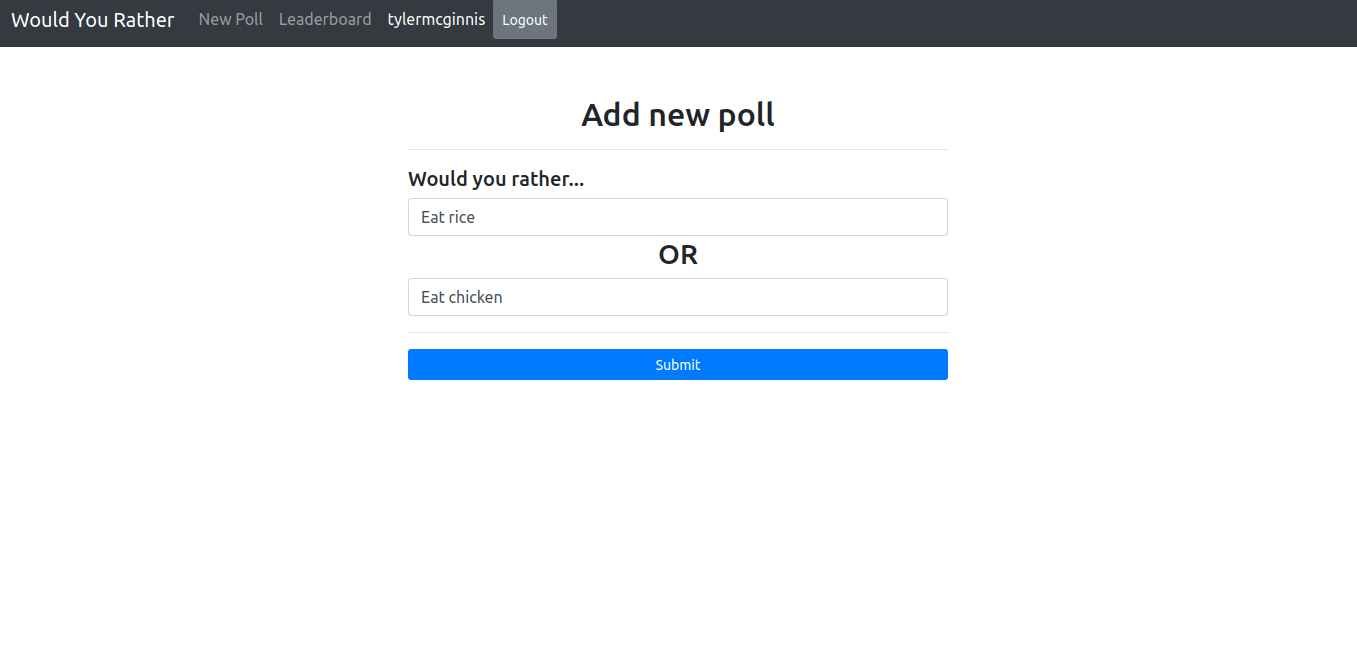 Would You Rather New Poll Leaderboard tylermcginnis Logout
Add new poll
Would you rather...
Eat rice
OR
Eat chicken
Submit